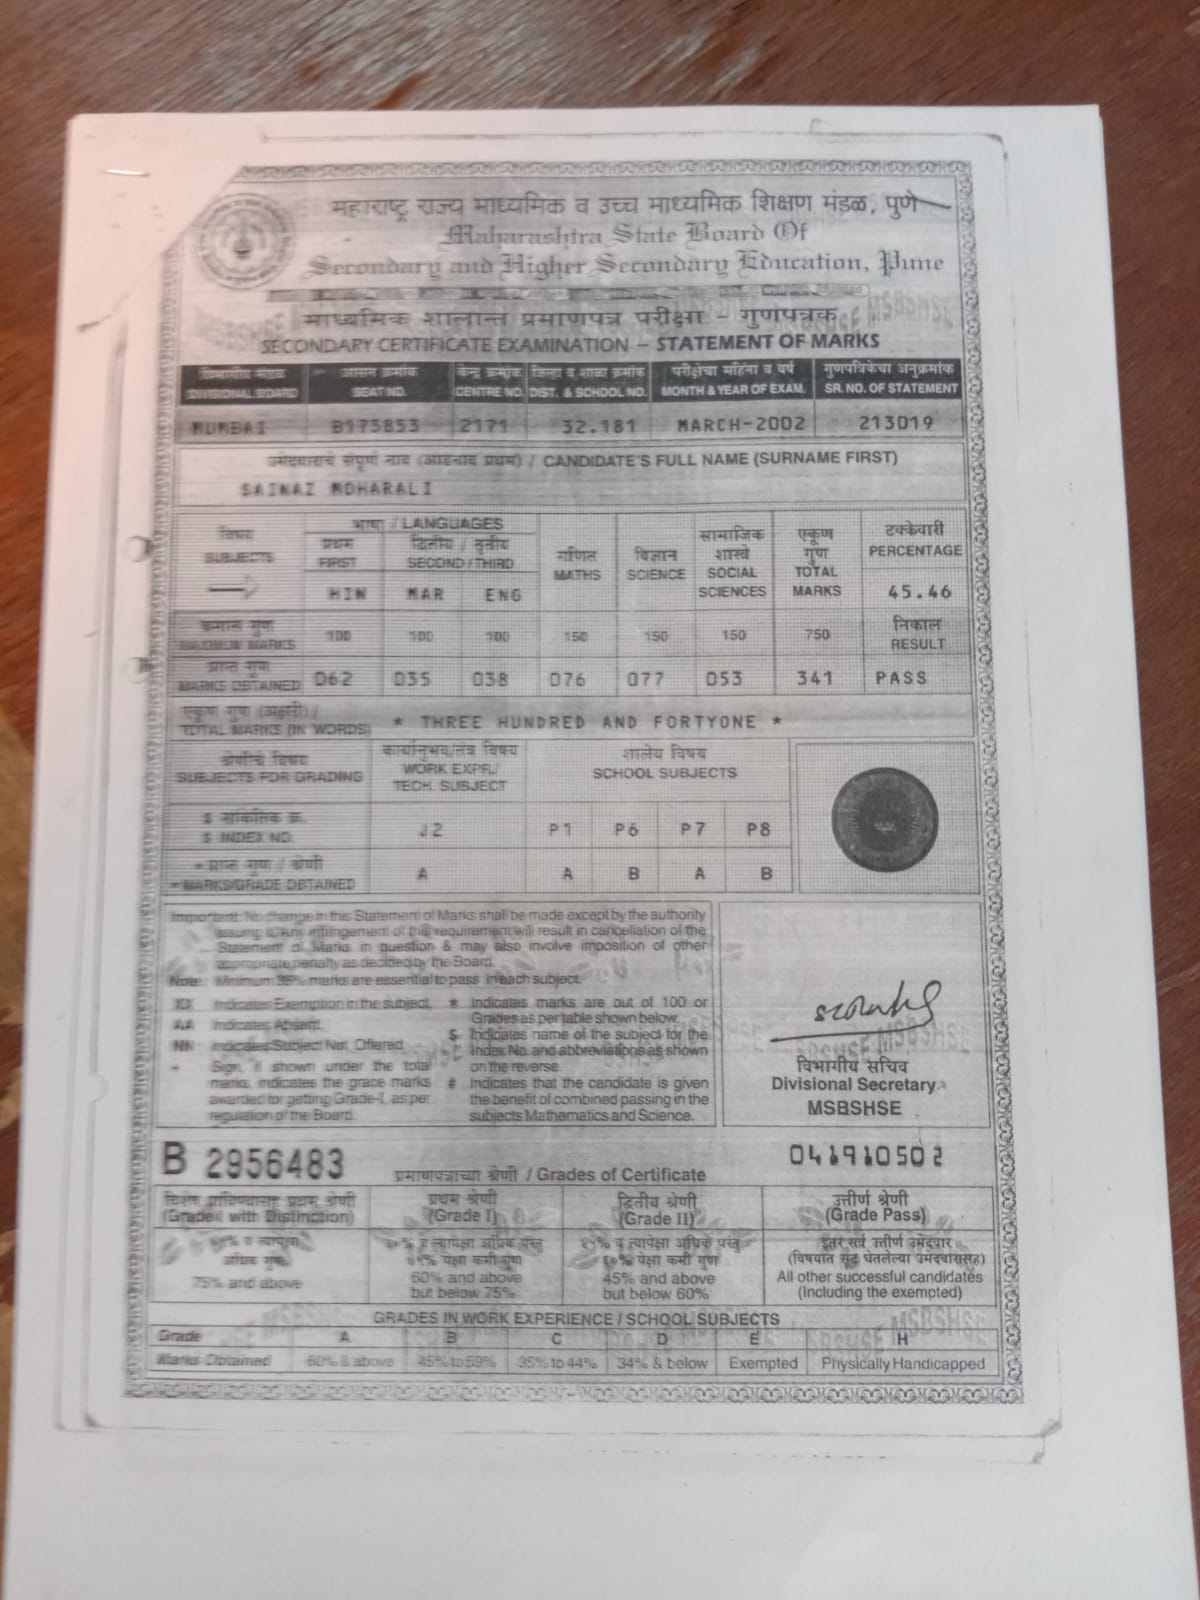 महाराष्ट्र राज्य माध्यमिक व उच्च माध्यमिक शिक्षण मंडळ, पुणे
Maharashtra State Board Of
Secondary and Higher Secondary Education, Pune
माध्यमिक शालान्त प्रमाणपत्र परीक्षा - गुणपत्रक
SECONDARY CERTIFICATE EXAMINATION – STATEMENT OF MARKS
विभागीय मंडळ आसन क्रमांक केन्द्र क्रमांक जिल्हा व शाळा क्रमांक परीक्षेचा महिना व वर्ष गुणपत्रिकेचा अनुक्रमांक
DIVISIONAL BOARD SEAT NO. CENTRE NO. DIST. & SCHOOL NO. MONTH & YEAR OF EXAM. SR. NO. OF STATEMENT
MUMBAI B175853 2171 32.181 MARCH-2002 213019
उमेदवाराचे संपूर्ण नाव (आडनाव प्रथम) / CANDIDATE'S FULL NAME (SURNAME FIRST)
SAINAZ MOHARALI
विषय
SUBJECTS
भाषा / LANGUAGES
प्रथम
FIRST
द्वितीय / तृतीय
SECOND/THIRD
गणित
MATHS
विज्ञान
SCIENCE
सामाजिक
शास्त्रे
SOCIAL
SCIENCES
एकूण
गुण
TOTAL
MARKS
टक्केवारी
PERCENTAGE
HIN MAR ENG 45.46
कमाल गुण
MAXIMUM MARKS 100 100 100 150 150 150 750
निकाल
RESULT
प्राप्त गुण
MARKS OBTAINED 062 035 038 076 077 053 341 PASS
एकूण गुण (अक्षरी) /
TOTAL MARKS (IN WORDS) * THREE HUNDRED AND FORTYONE *
श्रेणीचे विषय
SUBJECTS FOR GRADING
कार्यानुभव/तंत्र विषय
WORK EXPR./
TECH. SUBJECT
शालेय विषय
SCHOOL SUBJECTS
$ सांकेतिक क्र.
$ INDEX NO. J2 P1 P6 P7 P8
प्राप्त गुण / श्रेणी
MARKS/GRADE OBTAINED A A B A B
Important: No change in this Statement of Marks shall be made except by the authority
issuing it. Any infringement of this requirement will result in cancellation of the
Statement of Marks in question & may also involve imposition of other
appropriate penalty as decided by the Board.
Note: Minimum 35% marks are essential to pass in each subject.
XX Indicates Exemption in the subject.
AA Indicates Absent.
NN Indicates Subject Not Offered
+ Sign, if shown under the total
marks, indicates the grace marks
awarded for getting Grade-I, as per
regulation of the Board.
* Indicates marks are out of 100 or
Grades as per table shown below.
$ Indicates name of the subject for the
Index No. and abbreviations as shown
on the reverse.
# Indicates that the candidate is given
the benefit of combined passing in the
subjects Mathematics and Science.
विभागीय सचिव
Divisional Secretary
MSBSHSE
B 2956483
041910502
प्रमाणपत्राच्या श्रेणी / Grades of Certificate
विशेष प्राविण्यासह प्रथम श्रेणी
(Grade I with Distinction)
प्रथम श्रेणी
(Grade I)
द्वितीय श्रेणी
(Grade II)
उत्तीर्ण श्रेणी
(Grade Pass)
७५% व त्यापेक्षा
अधिक गुण
75% and above
६०% व त्यापेक्षा अधिक परंतु
७५% पेक्षा कमी गुण
60% and above
but below 75%
४५% व त्यापेक्षा अधिक परंतु
६०% पेक्षा कमी गुण
45% and above
but below 60%
इतर सर्व उत्तीर्ण उमेदवार
(विषयात सूट घेतलेल्या उमेदवारासह)
All other successful candidates
(Including the exempted)
GRADES IN WORK EXPERIENCE / SCHOOL SUBJECTS
Grade A B C D E H
Marks Obtained 60% & above 45% to 59% 35% to 44% 34% & below Exempted Physically Handicapped